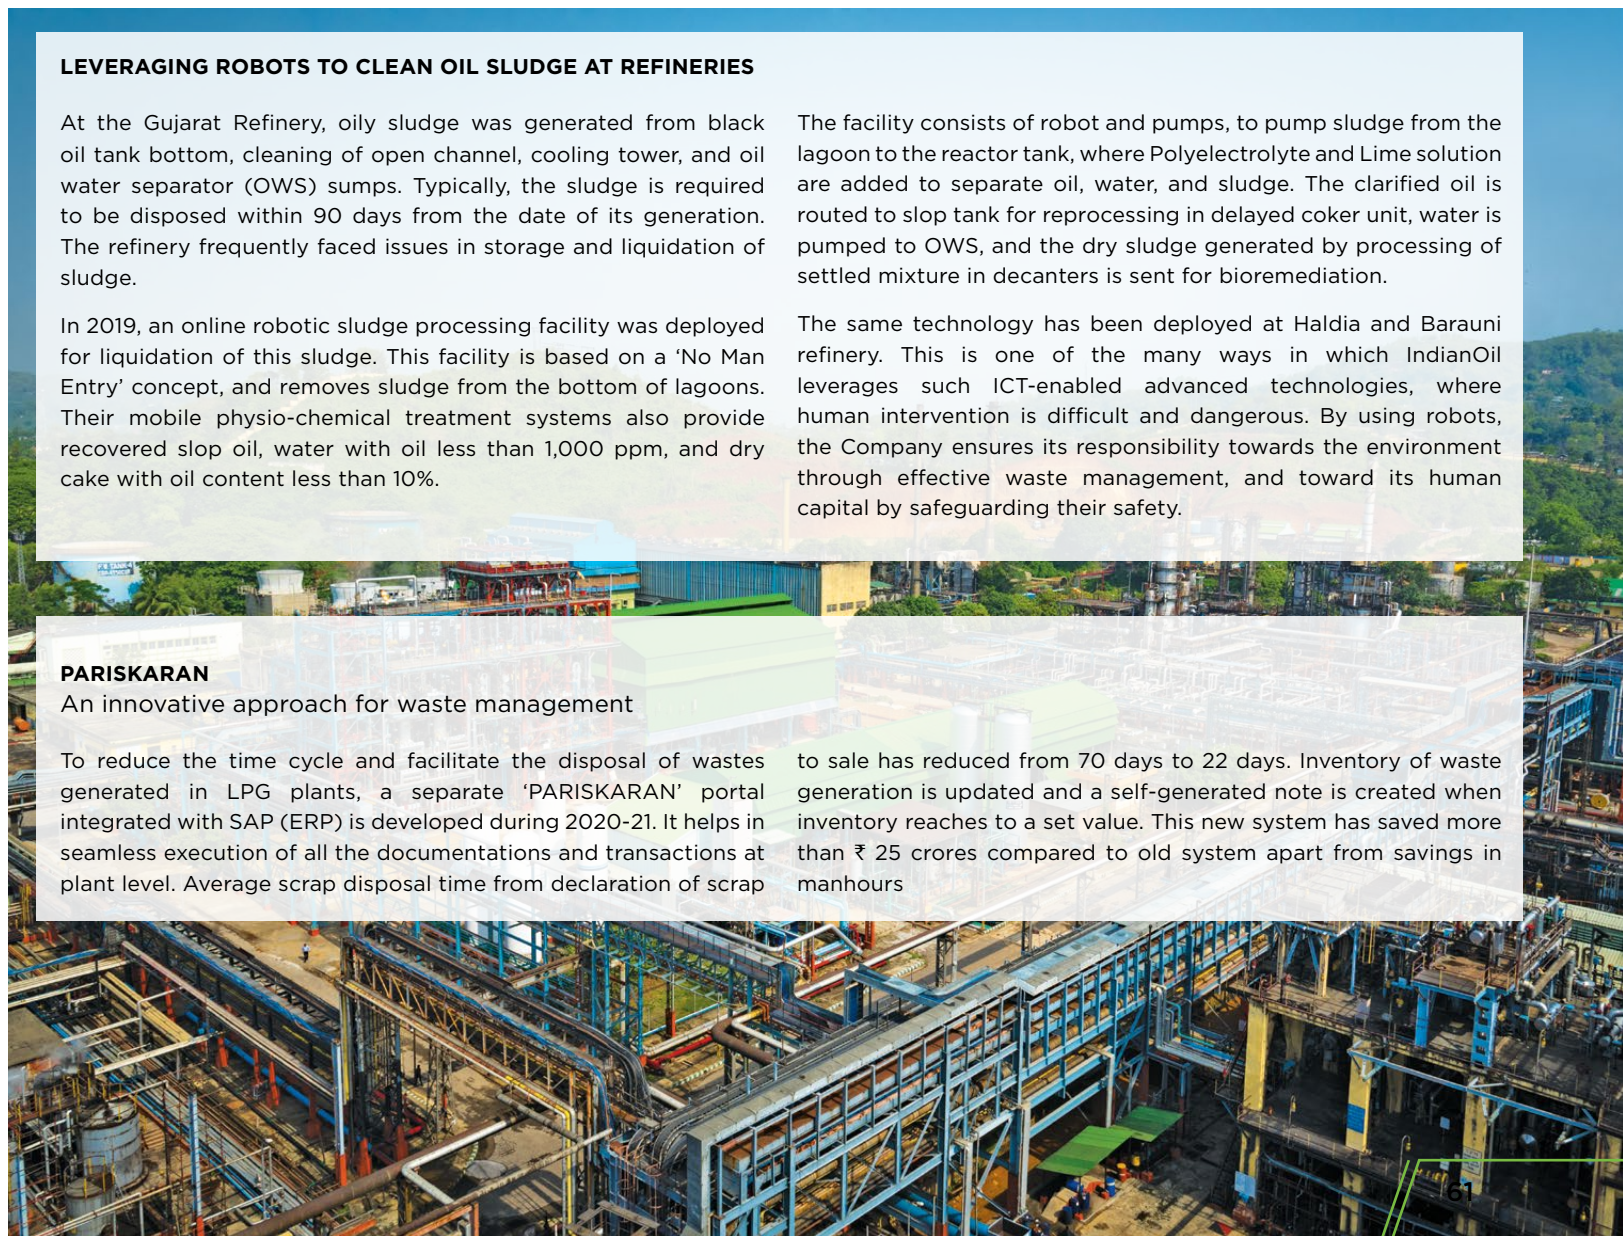 LEVERAGING ROBOTS TO CLEAN OIL SLUDGE AT REFINERIES
At the Gujarat Refinery, oily sludge was generated from black
oil tank bottom, cleaning of open channel, cooling tower, and oil
water separator (OWS) sumps. Typically, the sludge is required
to be disposed within 90 days from the date of its generation.
The refinery frequently faced issues in storage and liquidation of
sludge.
In 2019, an online robotic sludge processing facility was deployed
for liquidation of this sludge. This facility is based on a ‘No Man
Entry’ concept, and removes sludge from the bottom of lagoons.
Their mobile physio-chemical treatment systems also provide
recovered slop oil, water with oil less than 1,000 ppm, and dry
cake with oil content less than 10%.
The facility consists of robot and pumps, to pump sludge from the
lagoon to the reactor tank, where Polyelectrolyte and Lime solution
are added to separate oil, water, and sludge. The clarified oil is
routed to slop tank for reprocessing in delayed coker unit, water is
pumped to OWS, and the dry sludge generated by processing of
settled mixture in decanters is sent for bioremediation.
The same technology has been deployed at Haldia and Barauni
refinery. This is one of the many ways in which IndianOil
leverages such ICT-enabled advanced technologies, where
human intervention is difficult and dangerous. By using robots,
the Company ensures its responsibility towards the environment
through effective waste management, and toward its human
capital by safeguarding their safety.
PARISKARAN
An innovative approach for waste management
To reduce the time cycle and facilitate the disposal of wastes
generated in LPG plants, a separate ‘PARISKARAN’ portal
integrated with SAP (ERP) is developed during 2020-21. It helps in
seamless execution of all the documentations and transactions at
plant level. Average scrap disposal time from declaration of scrap
to sale has reduced from 70 days to 22 days. Inventory of waste
generation is updated and a self-generated note is created when
inventory reaches to a set value. This new system has saved more
than ₹ 25 crores compared to old system apart from savings in
manhours
61